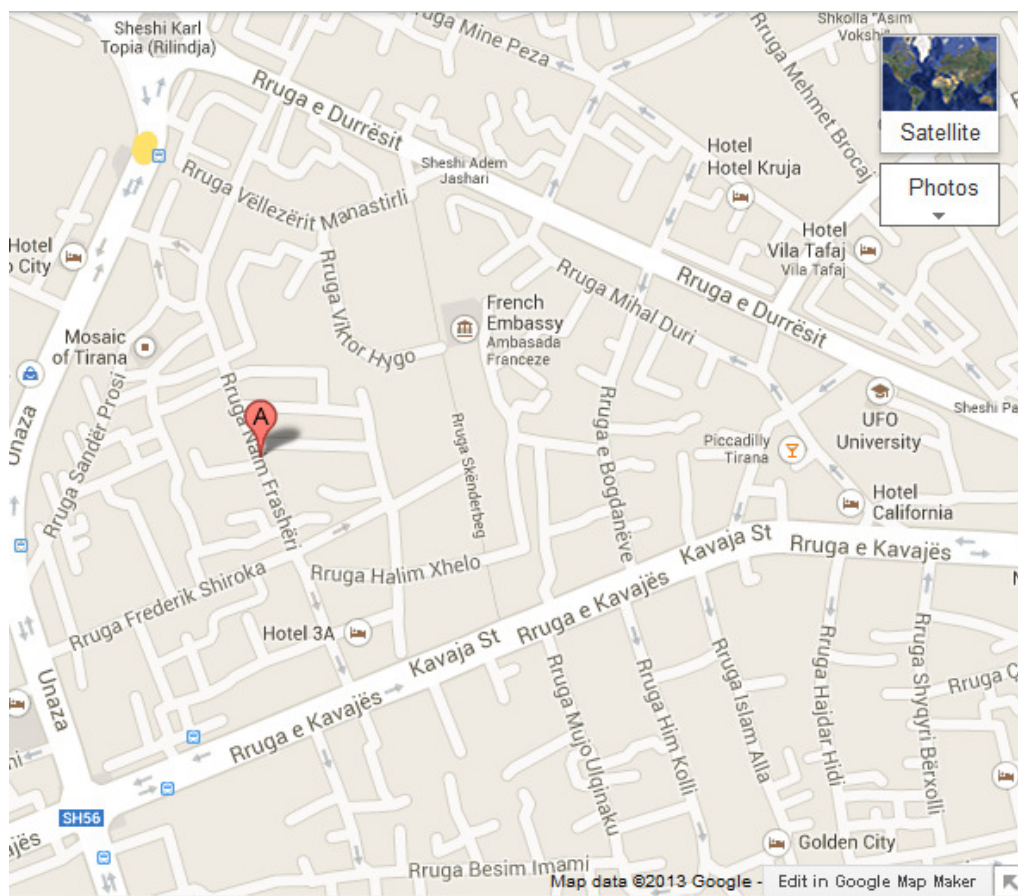 Sheshi Karl
Topia (Rilindja)
Rruga Mine Peza
Shkolla "Asim
Vokshi"
Rruga Mehmet Brocaj
Satellite
Photos
Rruga e Durrësit
Sheshi Adem
Jashari
Hotel
Hotel Kruja
Rruga Vëllezërit Manastirli
Hotel
o City
Hotel
Vila Tafaj
Vila Tafaj
Rruga Viktor Hygo
Rruga Mihal Duri
Rruga e Durrësit
French
Embassy
Ambasada
Franceze
Mosaic
of Tirana
Unaza
Rruga Sandër Prosi
A
Rruga Naim Frashëri
Rruga Skënderbeg
Rruga e Bogdanëve
Piccadilly
Tirana
UFO
University
Sheshi Pa
Hotel
California
Kavaja St
Rruga e Kavajës
Rruga Halim Xhelo
Rruga Frederik Shiroka
Hotel 3A
Kavaja St
Rruga e Kavajës
Unaza
Rruga e Kavajës
Rruga Mujo Ulqinaku
Rruga Him Kolli
Rruga Islam Alla
Rruga Hajdar Hidi
Rruga Shyqyri Bërxolli
Rruga Ç
SH56
ajës
Golden City
Rruga Besim Imami
Map data ©2013 Google -
Edit in Google Map Maker